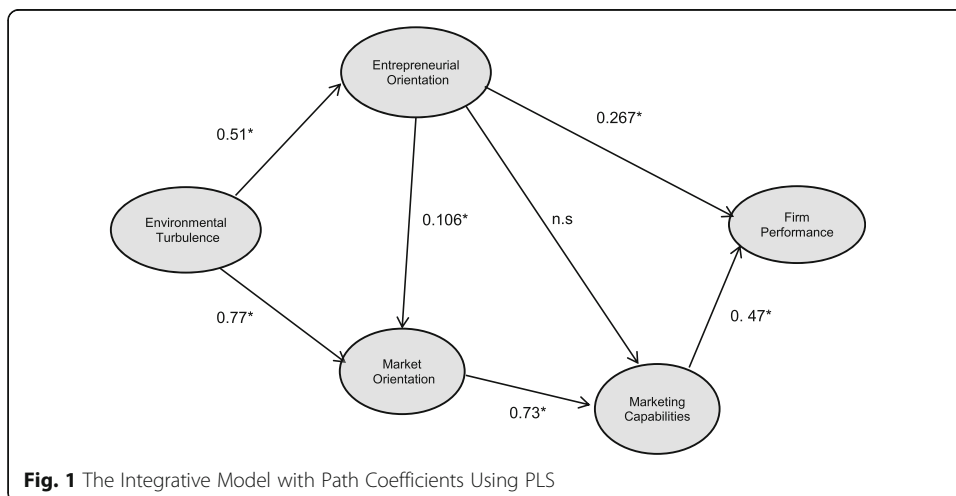 Entrepreneurial
Orientation
0.51*
0.267*
Environmental
Turbulence
0.106*
n.s
Firm
Performance
0.77*
Market
Orientation
0. 47*
0.73*
Marketing
Capabilities
Fig. 1 The Integrative Model with Path Coefficients Using PLS